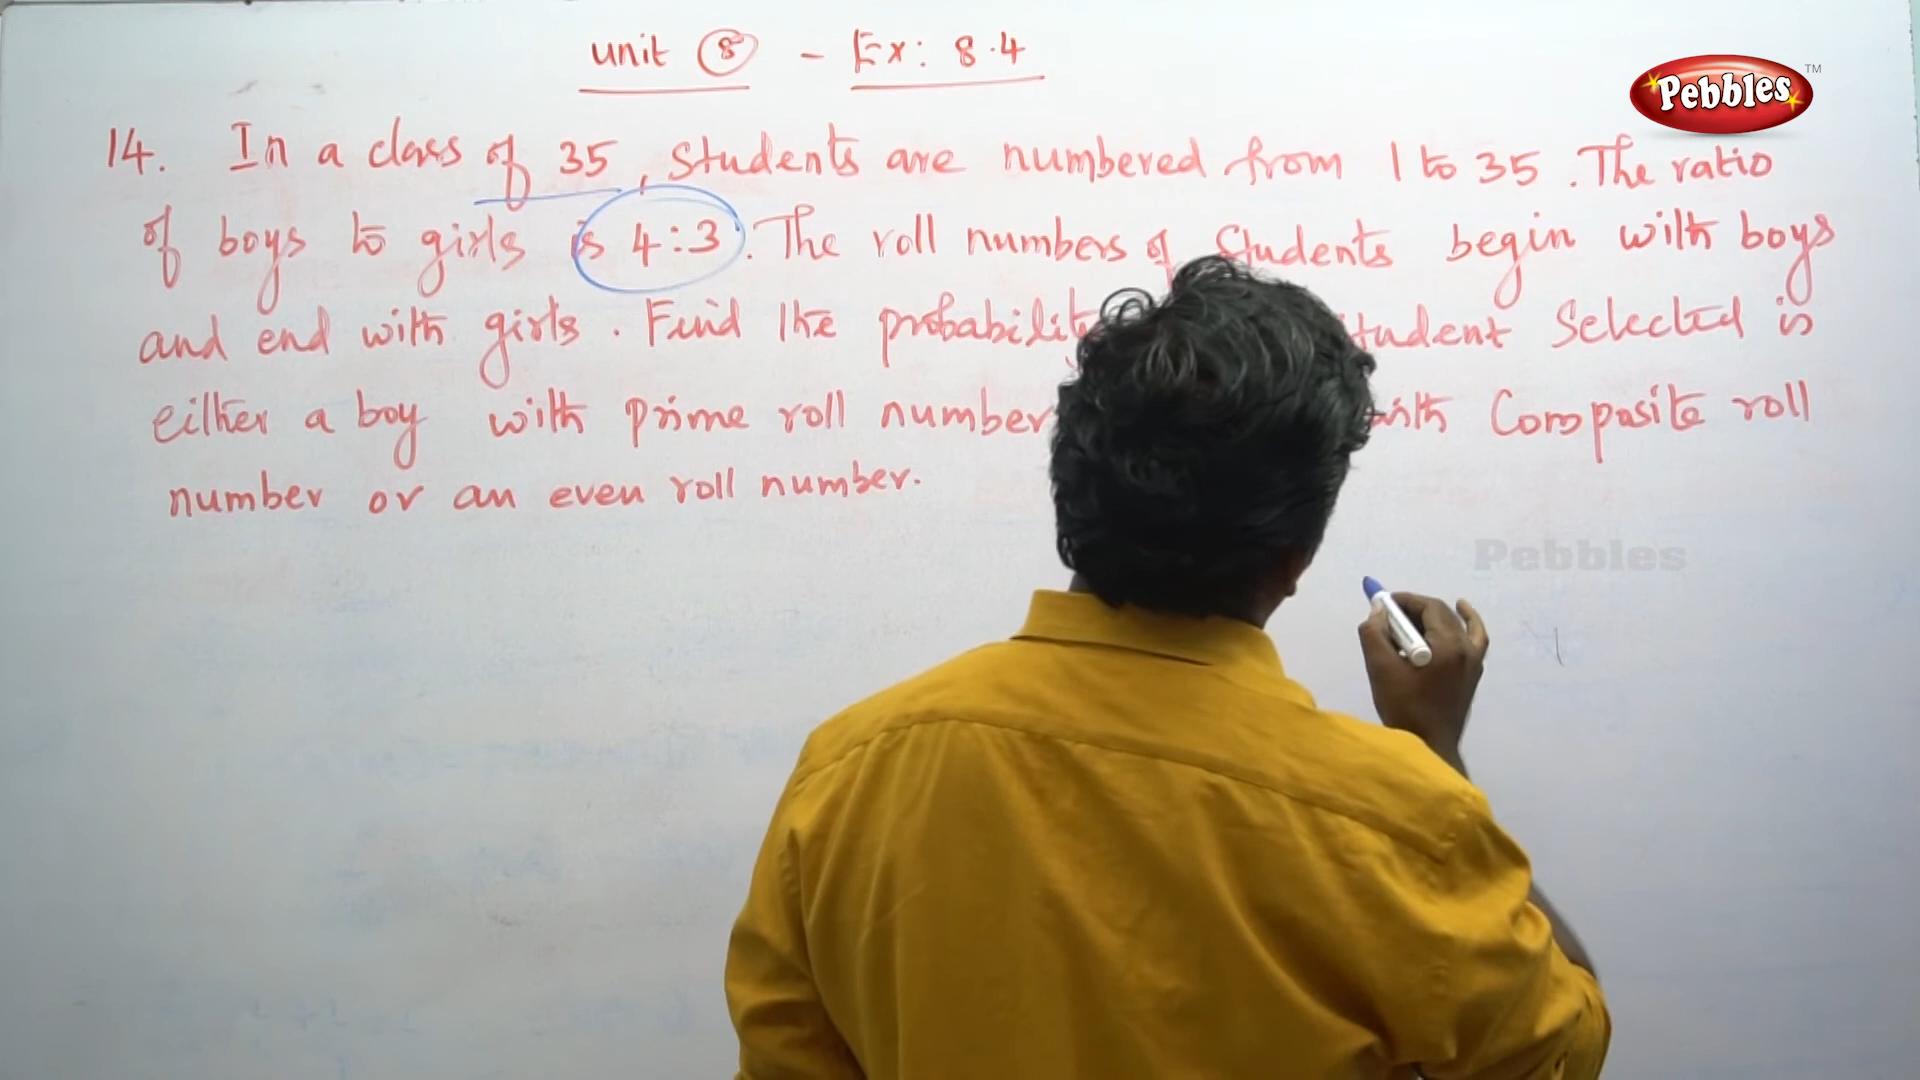 unit 8 - Ex: 8.4
Pebbles TM
14. In a class of 35, Students are numbered from 1 to 35. The ratio
of boys to girls is 4:3. The roll numbers of Students begin with boys
and end with girls. Find the probability student Selected is
either a boy with prime roll number with Composite roll
number or an even roll number.
Pebbles